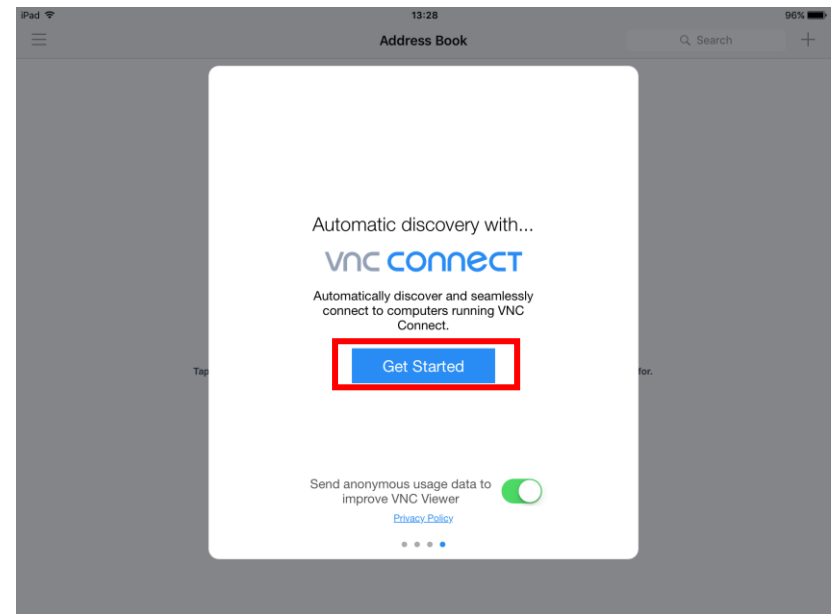 iPad 13:28 96%
Address Book Search
Automatic discovery with...
vnc connect
Automatically discover and seamlessly
connect to computers running VNC
Connect.
Get Started
Tap for.
Send anonymous usage data to
improve VNC Viewer
Privacy Policy